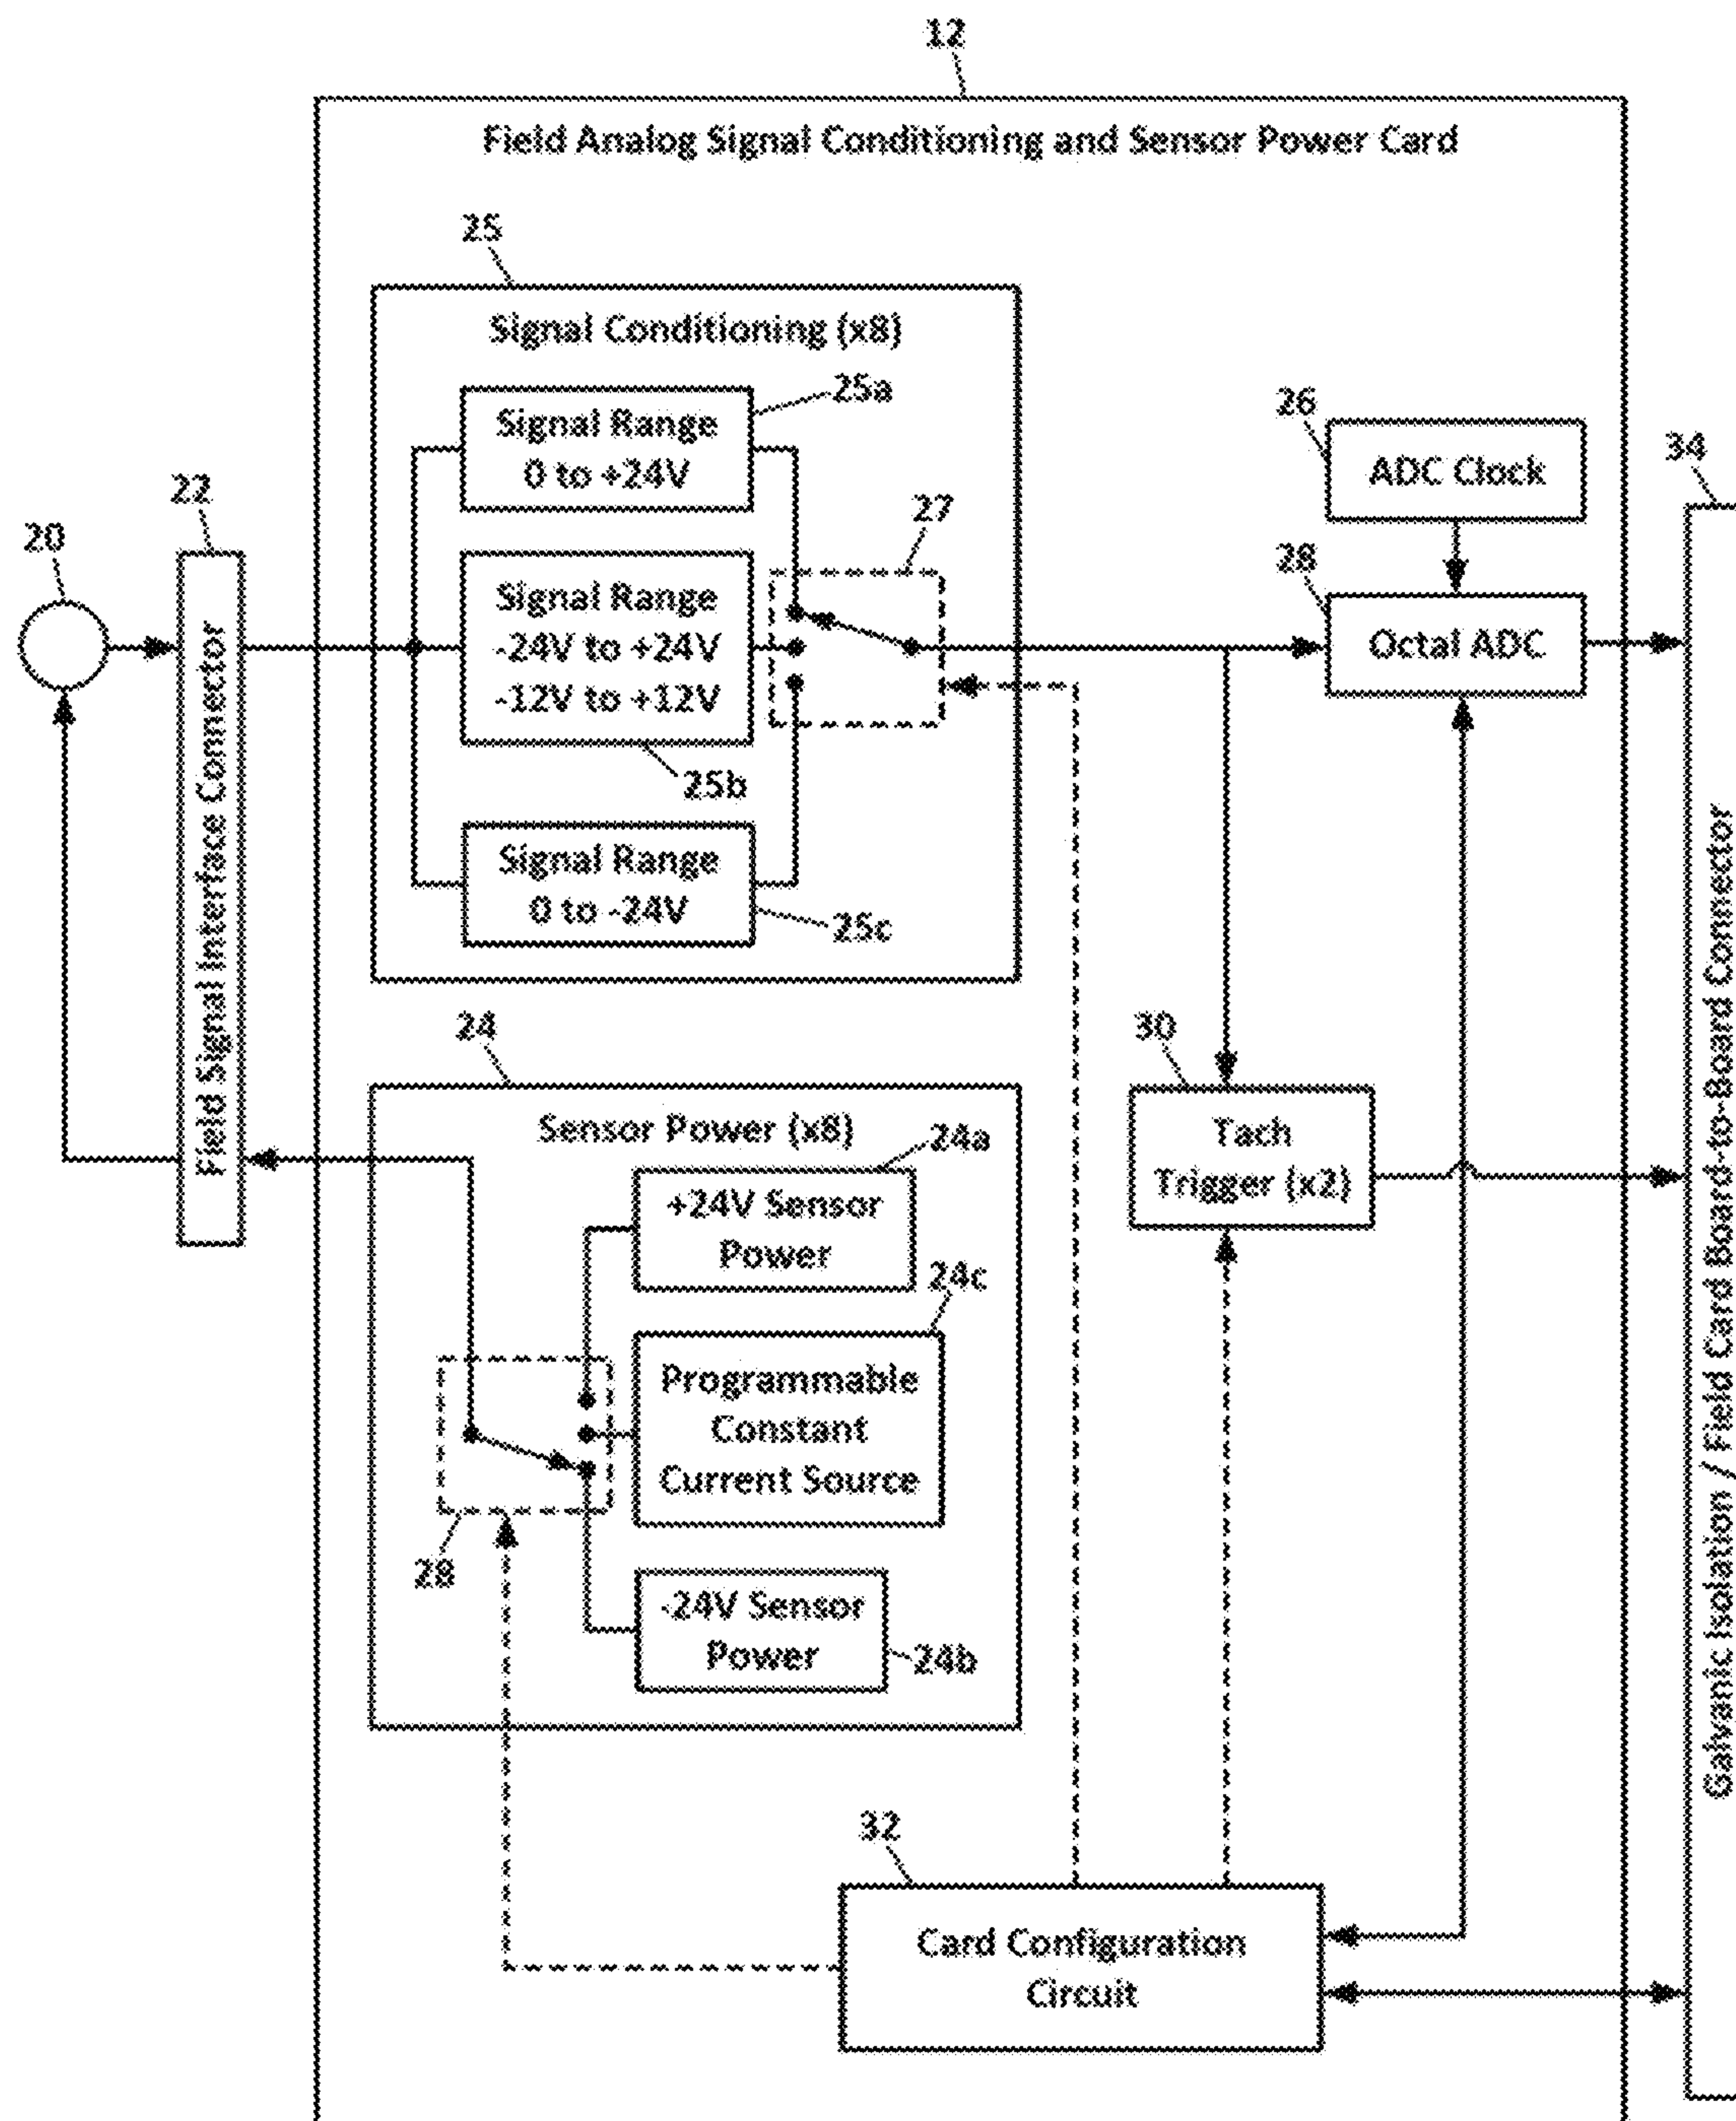 12
Field Analog Signal Conditioning and Sensor Power Card
25
Signal Conditioning (x8)
25a
Signal Range
0 to +24V
26
ADC Clock
34
22
27
20
28
Signal Range
-24V to +24V
-12V to +12V
Octal ADC
25b
Signal Range
0 to -24V
25c
Field Signal Interface Connector
Galvanic Isolation / Field Card Board-to-Board Connector
24
30
Sensor Power (x8)
24a
Tach
Trigger (x2)
+24V Sensor
Power
24c
Programmable
Constant
Current Source
28
-24V Sensor
Power
24b
32
Card Configuration
Circuit